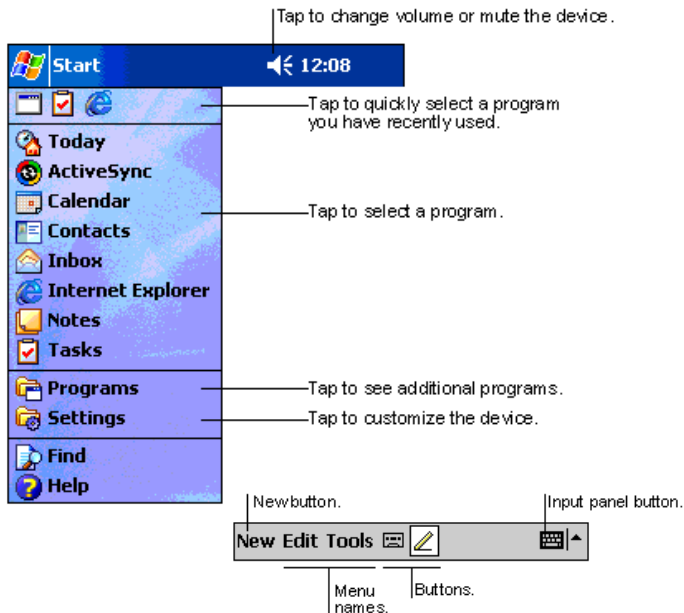 Tap to change volume or mute the device.
Start 12:08
Tap to quickly select a program
you have recently used.
Today
ActiveSync
Calendar
Tap to select a program.
Contacts
Inbox
Internet Explorer
Notes
Tasks
Programs
Tap to see additional programs.
Settings
Tap to customize the device.
Find
Help
Newbutton.
Input panel button.
New Edit Tools
Menu
names.
Buttons.